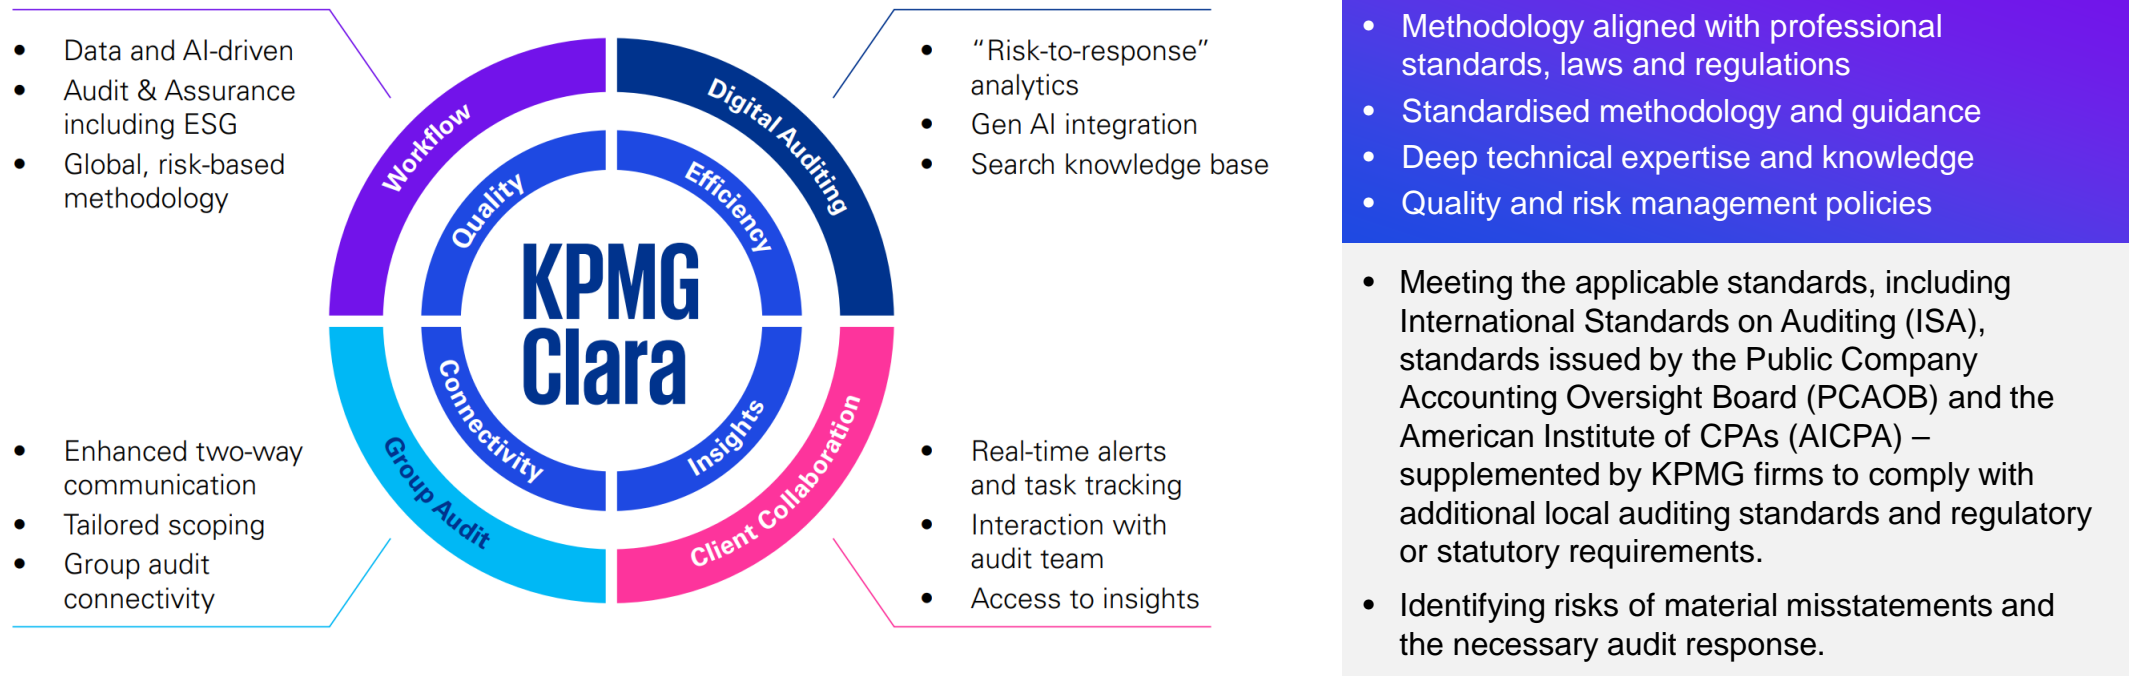 • Data and AI-driven
• Audit & Assurance
including ESG
• Global, risk-based
methodology
Workflow
Digital Auditing
• “Risk-to-response”
analytics
• Gen AI integration
• Search knowledge base
Quality
Efficiency
KPMG
Clara
Connectivity
Insights
Group Audit
Client Collaboration
• Enhanced two-way
communication
• Tailored scoping
• Group audit
connectivity
• Real-time alerts
and task tracking
• Interaction with
audit team
• Access to insights
• Methodology aligned with professional
standards, laws and regulations
• Standardised methodology and guidance
• Deep technical expertise and knowledge
• Quality and risk management policies
• Meeting the applicable standards, including
International Standards on Auditing (ISA),
standards issued by the Public Company
Accounting Oversight Board (PCAOB) and the
American Institute of CPAs (AICPA) –
supplemented by KPMG firms to comply with
additional local auditing standards and regulatory
or statutory requirements.
• Identifying risks of material misstatements and
the necessary audit response.